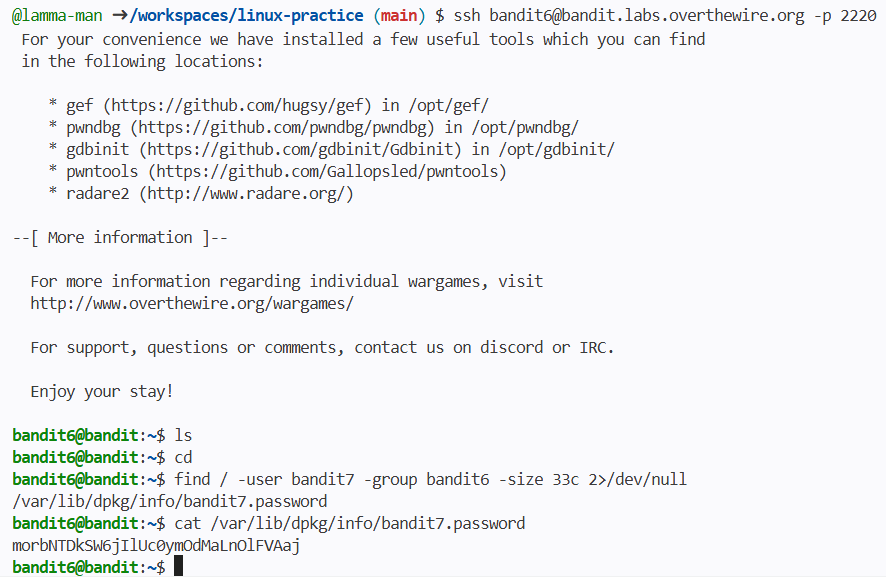 @lamma-man →/workspaces/linux-practice (main) $ ssh bandit6@bandit.labs.overthewire.org -p 2220
For your convenience we have installed a few useful tools which you can find
in the following locations:
* gef (https://github.com/hugsy/gef) in /opt/gef/
* pwndbg (https://github.com/pwndbg/pwndbg) in /opt/pwndbg/
* gdbinit (https://github.com/gdbinit/Gdbinit) in /opt/gdbinit/
* pwntools (https://github.com/Gallopsled/pwntools)
* radare2 (http://www.radare.org/)
--[ More information ]--
For more information regarding individual wargames, visit
http://www.overthewire.org/wargames/
For support, questions or comments, contact us on discord or IRC.
Enjoy your stay!
bandit6@bandit:~$ ls
bandit6@bandit:~$ cd
bandit6@bandit:~$ find / -user bandit7 -group bandit6 -size 33c 2>/dev/null
/var/lib/dpkg/info/bandit7.password
bandit6@bandit:~$ cat /var/lib/dpkg/info/bandit7.password
morbNTDkSW6jIlUc0ymOdMaLnOlFVAaj
bandit6@bandit:~$